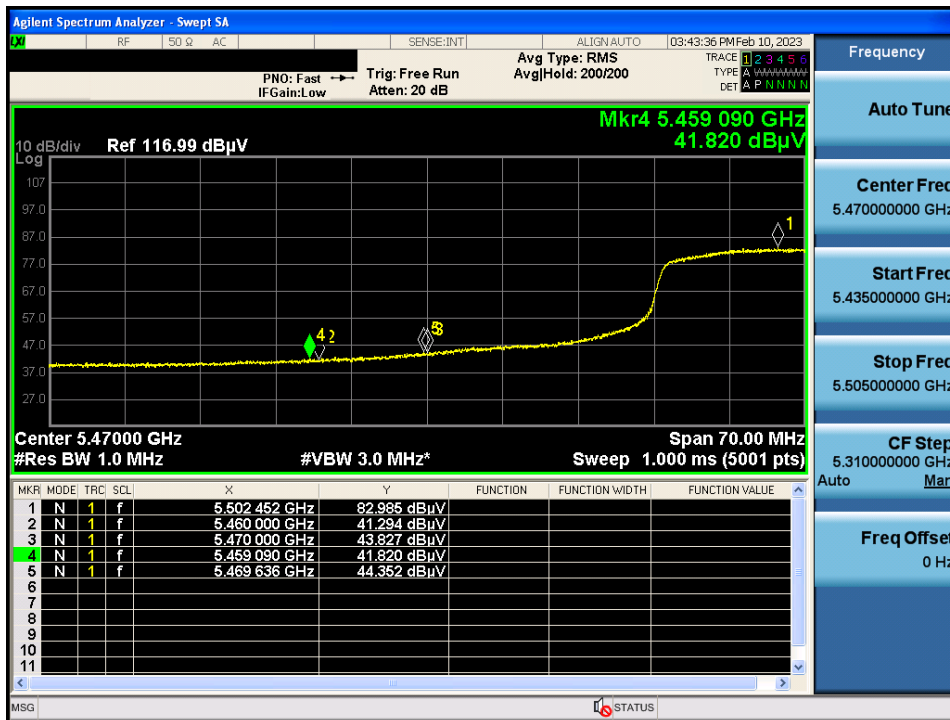 Agilent Spectrum Analyzer - Swept SA
LXI RF 50 Ω AC SENSE:INT ALIGN AUTO 03:43:36 PM Feb 10, 2023
Frequency
PNO: Fast
IFGain:Low
Trig: Free Run
Atten: 20 dB
Avg Type: RMS
Avg|Hold: 200/200
TRACE 1 2 3 4 5 6
TYPE A WWWWW
DET A P N N N N
Mkr4 5.459 090 GHz
41.820 dBµV
10 dB/div Ref 116.99 dBµV
Log
107
97.0
87.0
77.0
67.0
57.0
47.0
37.0
27.0
1
4 2
5 3
Center 5.47000 GHz Span 70.00 MHz
#Res BW 1.0 MHz #VBW 3.0 MHz* Sweep 1.000 ms (5001 pts)
MKR MODE TRC SCL X Y FUNCTION FUNCTION WIDTH FUNCTION VALUE
1 N 1 f 5.502 452 GHz 82.985 dBµV
2 N 1 f 5.460 000 GHz 41.294 dBµV
3 N 1 f 5.470 000 GHz 43.827 dBµV
4 N 1 f 5.459 090 GHz 41.820 dBµV
5 N 1 f 5.469 636 GHz 44.352 dBµV
6
7
8
9
10
11
MSG STATUS
Auto Tune
Center Freq
5.470000000 GHz
Start Freq
5.435000000 GHz
Stop Freq
5.505000000 GHz
CF Step
5.310000000 GHz
Auto Man
Freq Offset
0 Hz